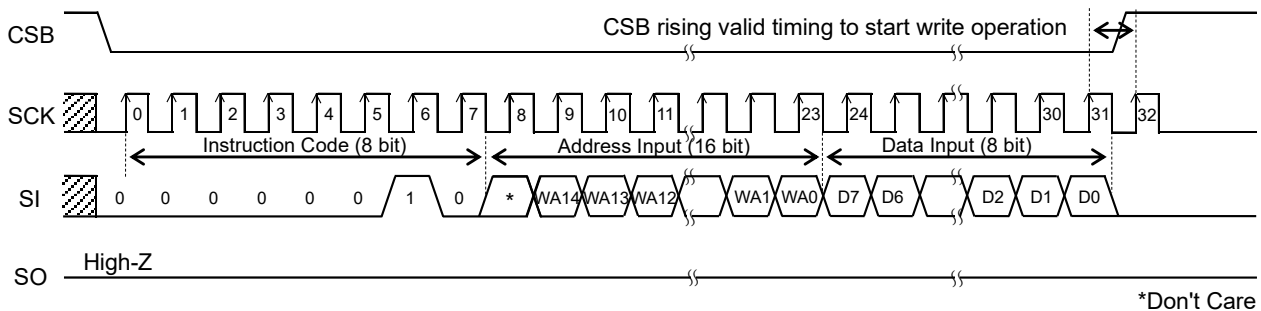 CSB
CSB rising valid timing to start write operation
SCK
0 1 2 3 4 5 6 7 8 9 10 11 23 24 30 31 32
Instruction Code (8 bit) Address Input (16 bit) Data Input (8 bit)
SI
0 0 0 0 0 0 1 0 * WA14 WA13 WA12 WA1 WA0 D7 D6 D2 D1 D0
SO
High-Z
*Don't Care